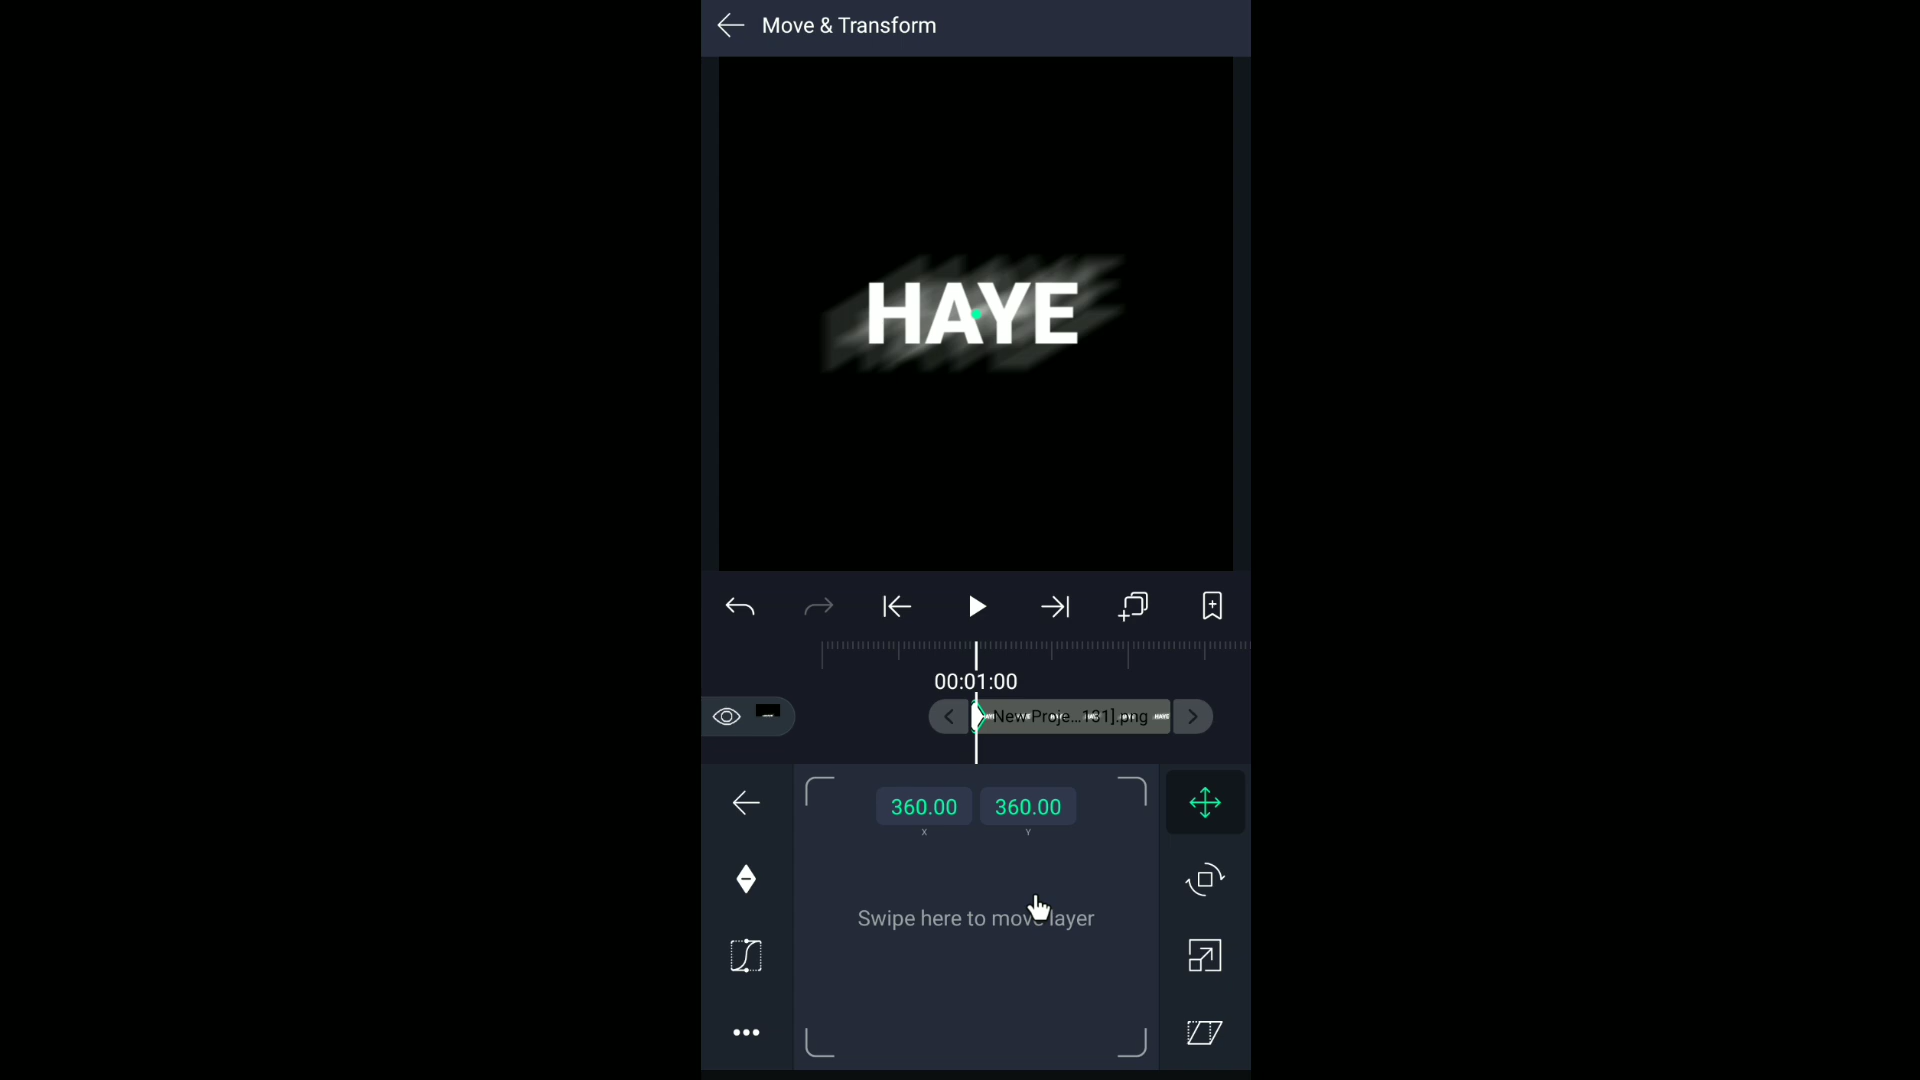 Move & Transform
HAYE
00:01:00
New Proje...131].png
HAYE
360.00 360.00
X Y
Swipe here to move layer